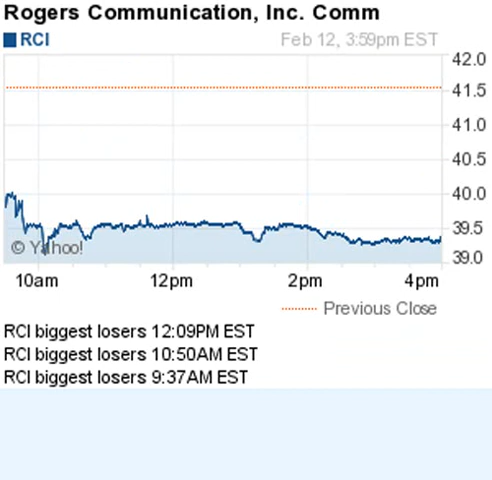 Rogers Communication, Inc. Comm
RCI
Feb 12, 3:59pm EST
42.0
41.5
41.0
40.5
40.0
39.5
39.0
© Yahoo!
10am 12pm 2pm 4pm
Previous Close
RCI biggest losers 12:09PM EST
RCI biggest losers 10:50AM EST
RCI biggest losers 9:37AM EST